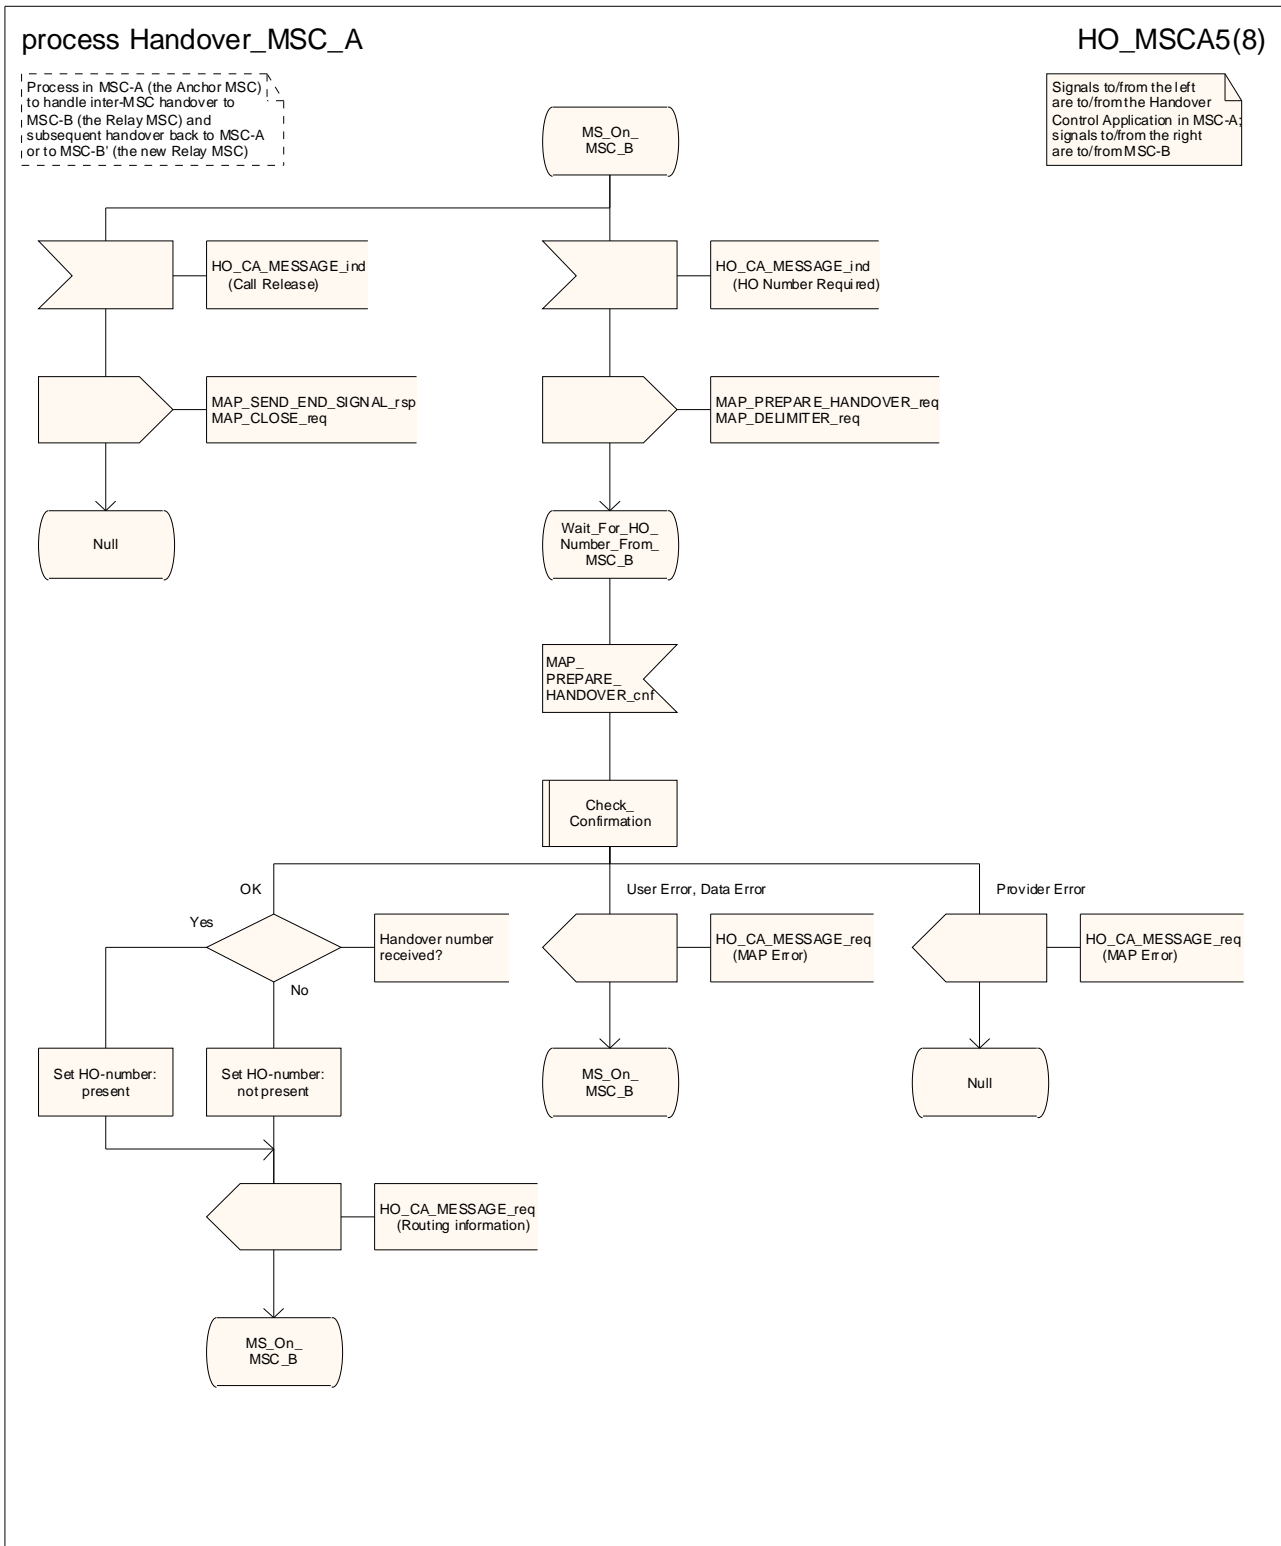 process Handover_MSC_A
HO_MSCA5(8)
Process in MSC-A (the Anchor MSC)
to handle inter-MSC handover to
MSC-B (the Relay MSC) and
subsequent handover back to MSC-A
or to MSC-B' (the new Relay MSC)
Signals to/from the left
are to/from the Handover
Control Application in MSC-A;
signals to/from the right
are to/from MSC-B
MS_On_
MSC_B
HO_CA_MESSAGE_ind
(Call Release)
HO_CA_MESSAGE_ind
(HO Number Required)
MAP_SEND_END_SIGNAL_rsp
MAP_CLOSE_req
MAP_PREPARE_HANDOVER_req
MAP_DELIMITER_req
Null
Wait_For_HO_
Number_From_
MSC_B
MAP_
PREPARE_
HANDOVER_cnf
Check_
Confirmation
OK
User Error, Data Error
Provider Error
Yes
Handover number
received?
No
HO_CA_MESSAGE_req
(MAP Error)
HO_CA_MESSAGE_req
(MAP Error)
Set HO-number:
present
Set HO-number:
not present
MS_On_
MSC_B
Null
HO_CA_MESSAGE_req
(Routing information)
MS_On_
MSC_B